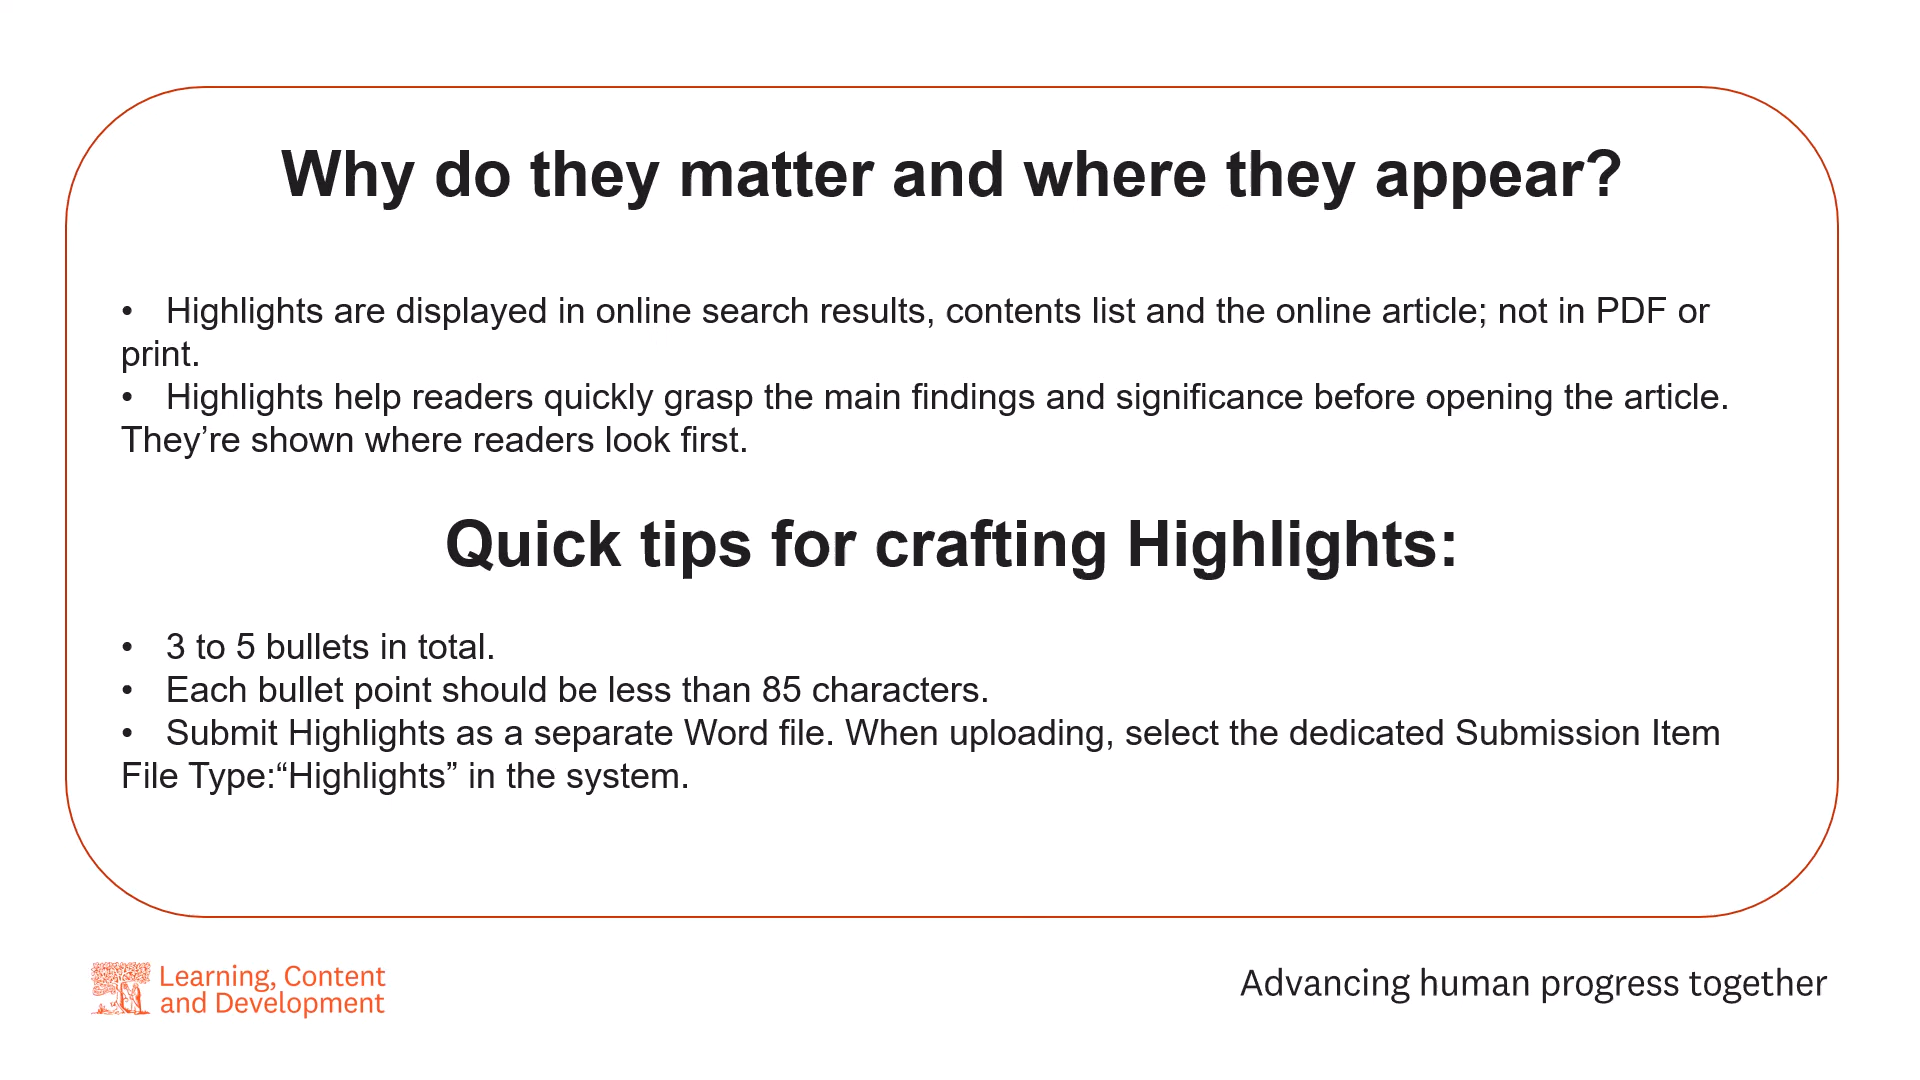 Why do they matter and where they appear?
• Highlights are displayed in online search results, contents list and the online article; not in PDF or
print.
• Highlights help readers quickly grasp the main findings and significance before opening the article.
They’re shown where readers look first.
Quick tips for crafting Highlights:
• 3 to 5 bullets in total.
• Each bullet point should be less than 85 characters.
• Submit Highlights as a separate Word file. When uploading, select the dedicated Submission Item
File Type:“Highlights” in the system.
Learning, Content
and Development
Advancing human progress together